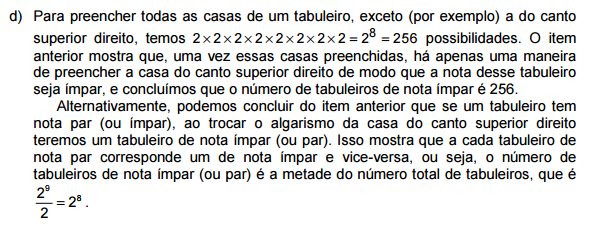 d) Para preencher todas as casas de um tabuleiro, exceto (por exemplo) a do canto
superior direito, temos 2×2×2×2×2×2×2×2 = 2⁸ = 256 possibilidades. O item
anterior mostra que, uma vez essas casas preenchidas, há apenas uma maneira
de preencher a casa do canto superior direito de modo que a nota desse tabuleiro
seja ímpar, e concluímos que o número de tabuleiros de nota ímpar é 256.
Alternativamente, podemos concluir do item anterior que se um tabuleiro tem
nota par (ou ímpar), ao trocar o algarismo da casa do canto superior direito
teremos um tabuleiro de nota ímpar (ou par). Isso mostra que a cada tabuleiro de
nota par corresponde um de nota ímpar e vice-versa, ou seja, o número de
tabuleiros de nota ímpar (ou par) é a metade do número total de tabuleiros, que é
2⁹/2 = 2⁸.